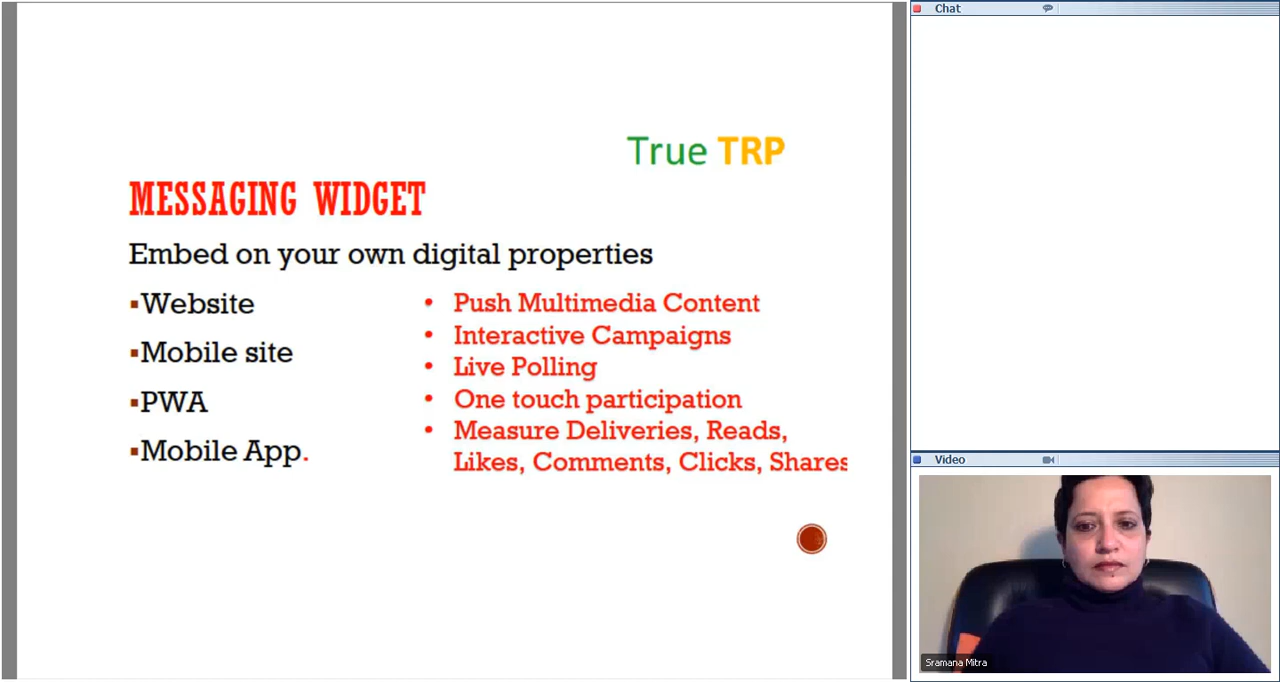 True TRP
MESSAGING WIDGET
Embed on your own digital properties
▪Website
▪Mobile site
▪PWA
▪Mobile App.
• Push Multimedia Content
• Interactive Campaigns
• Live Polling
• One touch participation
• Measure Deliveries, Reads,
Likes, Comments, Clicks, Shares
Chat
Video
Sramana Mitra